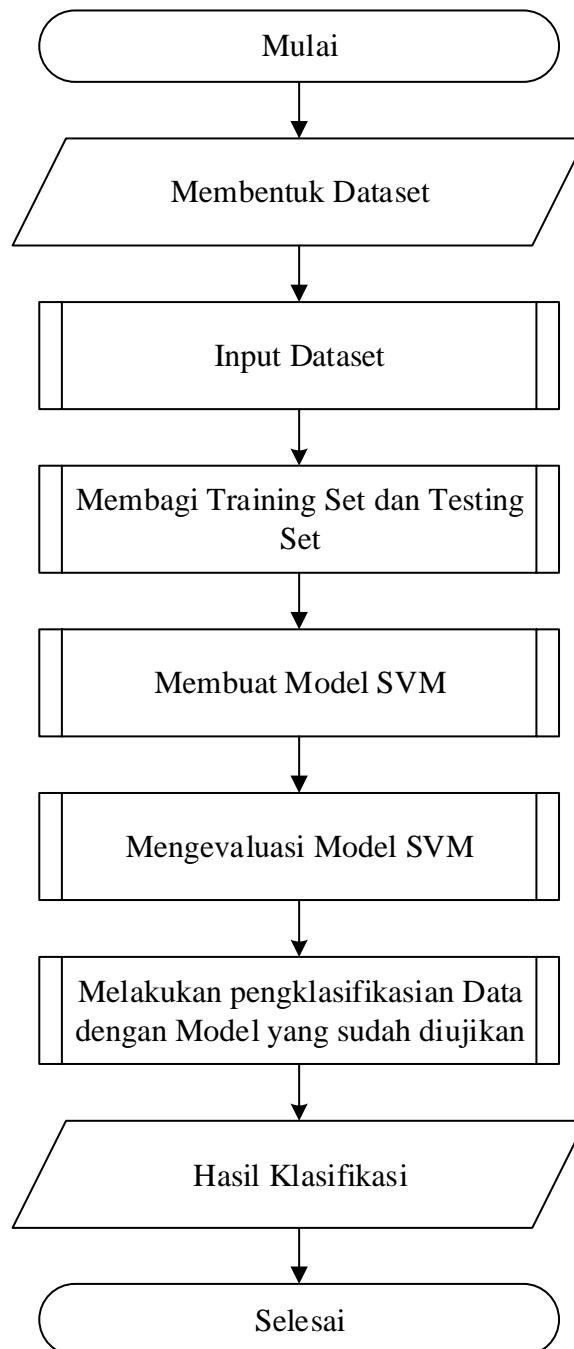 Mulai
Membentuk Dataset
Input Dataset
Membagi Training Set dan Testing
Set
Membuat Model SVM
Mengevaluasi Model SVM
Melakukan pengklasifikasian Data
dengan Model yang sudah diujikan
Hasil Klasifikasi
Selesai